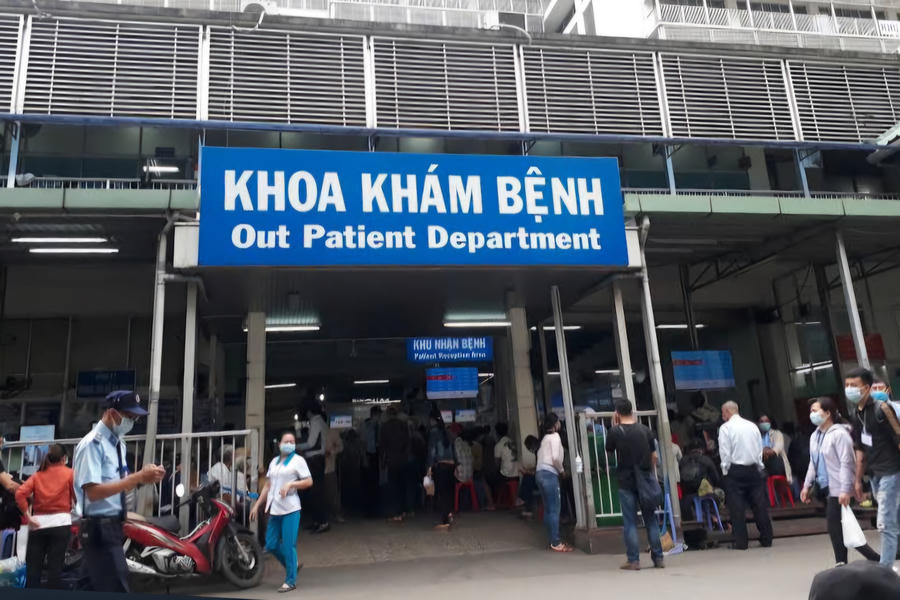 KHOA KHÁM BỆNH
Out Patient Department
KHU NHẬN BỆNH
Patient Reception Area